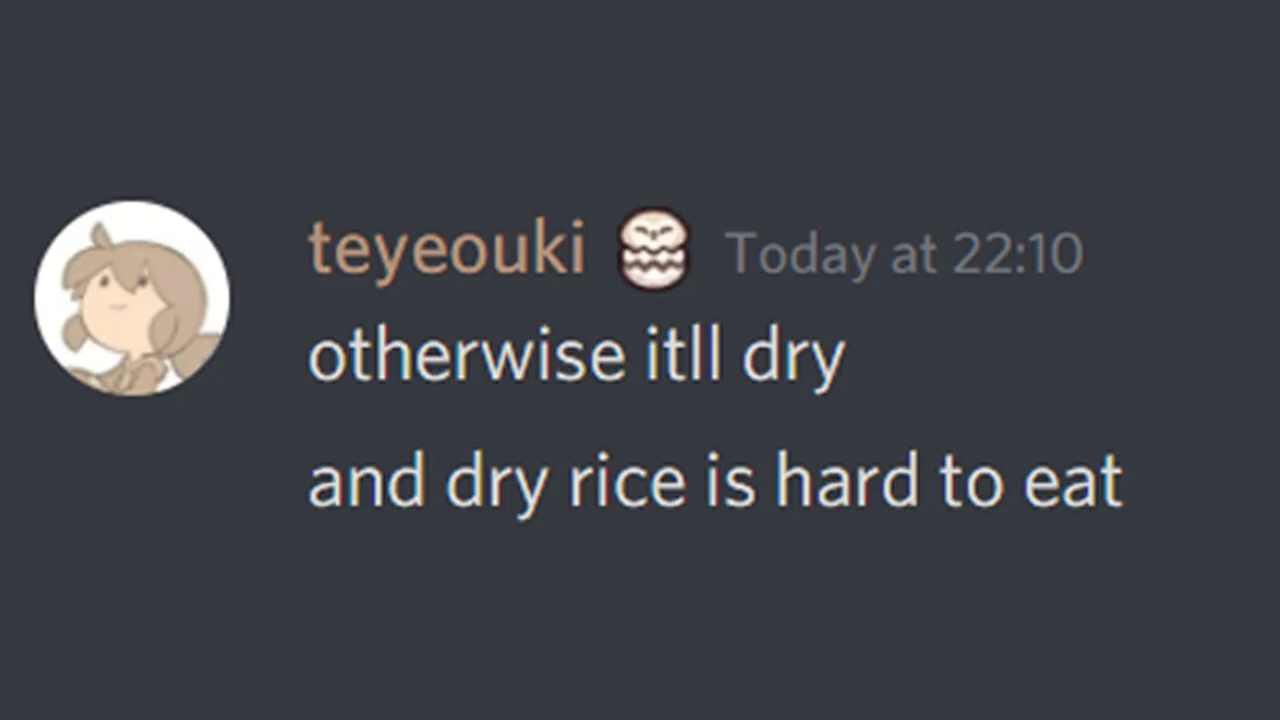 teyeouki Today at 22:10
otherwise itll dry
and dry rice is hard to eat